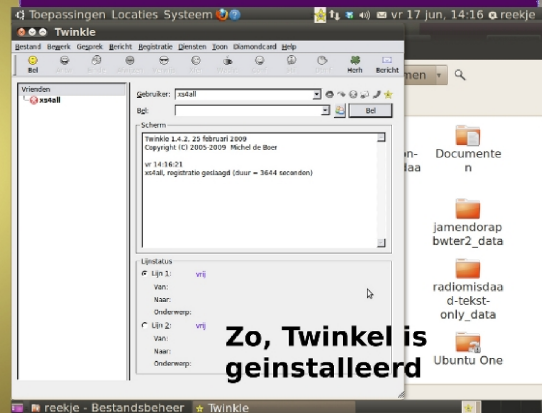 Toepassingen Locaties Systeem vr 17 jun, 14:16 reekje
Twinkle
Bestand Bewerk Gesprek Bericht Registratie Diensten Toon Diamondcard Help
Bel Herh Bericht
Vrienden
xs4all
Gebruiker: xs4all
Bel: Bel
Scherm
Twinkle 1.4.2, 25 februari 2009
Copyright (C) 2005-2009 Michel de Boer
vr 14:16:21
xs4all, registratie geslaagd (duur = 3644 seconden)
Lijnstatus
Lijn 1: vrij
Van:
Naar:
Onderwerp:
Lijn 2: vrij
Van:
Naar:
Onderwerp:
men
Documente
n
jamendorap
bwter2_data
radiomisdaa
d-tekst-
only_data
Ubuntu One
Zo, Twinkel is
geinstalleerd
reekje - Bestandsbeheer Twinkle